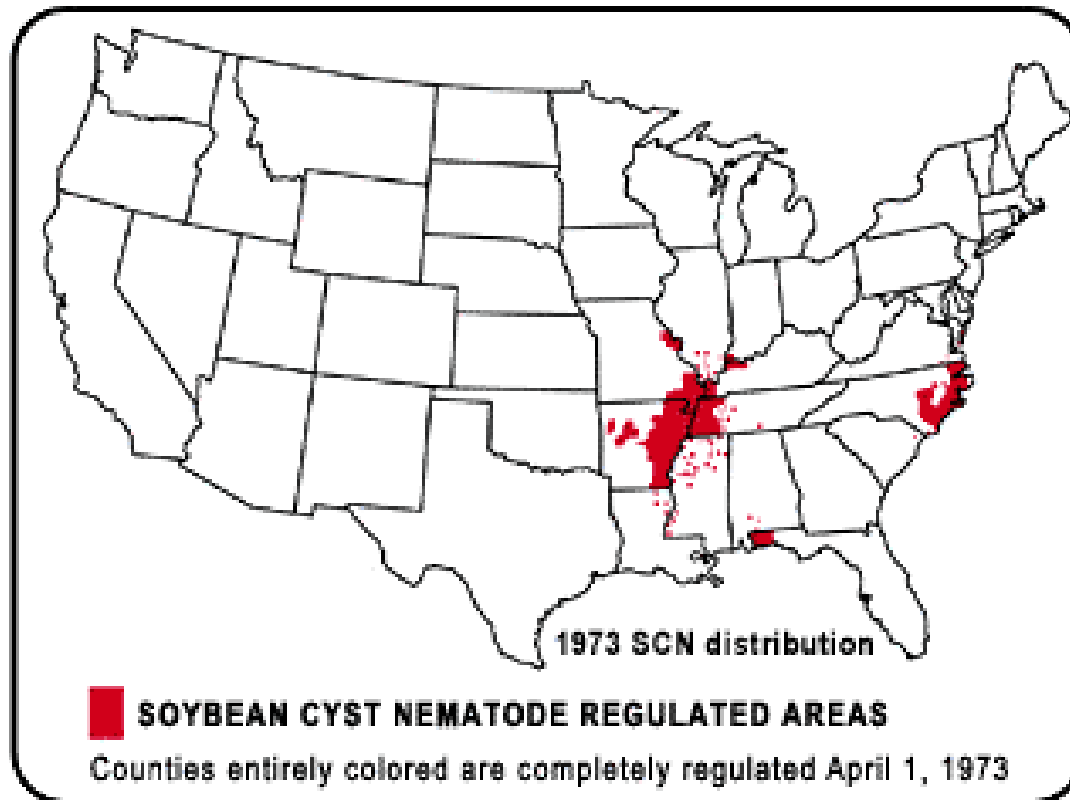 1973 SCN distribution
SOYBEAN CYST NEMATODE REGULATED AREAS
Counties entirely colored are completely regulated April 1, 1973